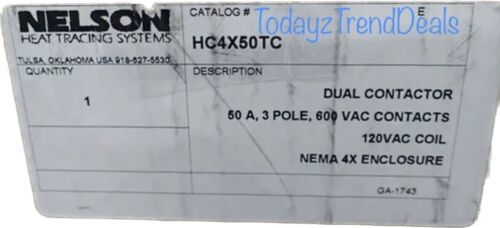 NELSON
HEAT TRACING SYSTEMS
TULSA, OKLAHOMA USA 918-627-5530
CATALOG #
TodayzTrendDeals
E
HC4X50TC
QUANTITY
1
DESCRIPTION
DUAL CONTACTOR
50 A, 3 POLE, 600 VAC CONTACTS
120VAC COIL
NEMA 4X ENCLOSURE
GA-1743